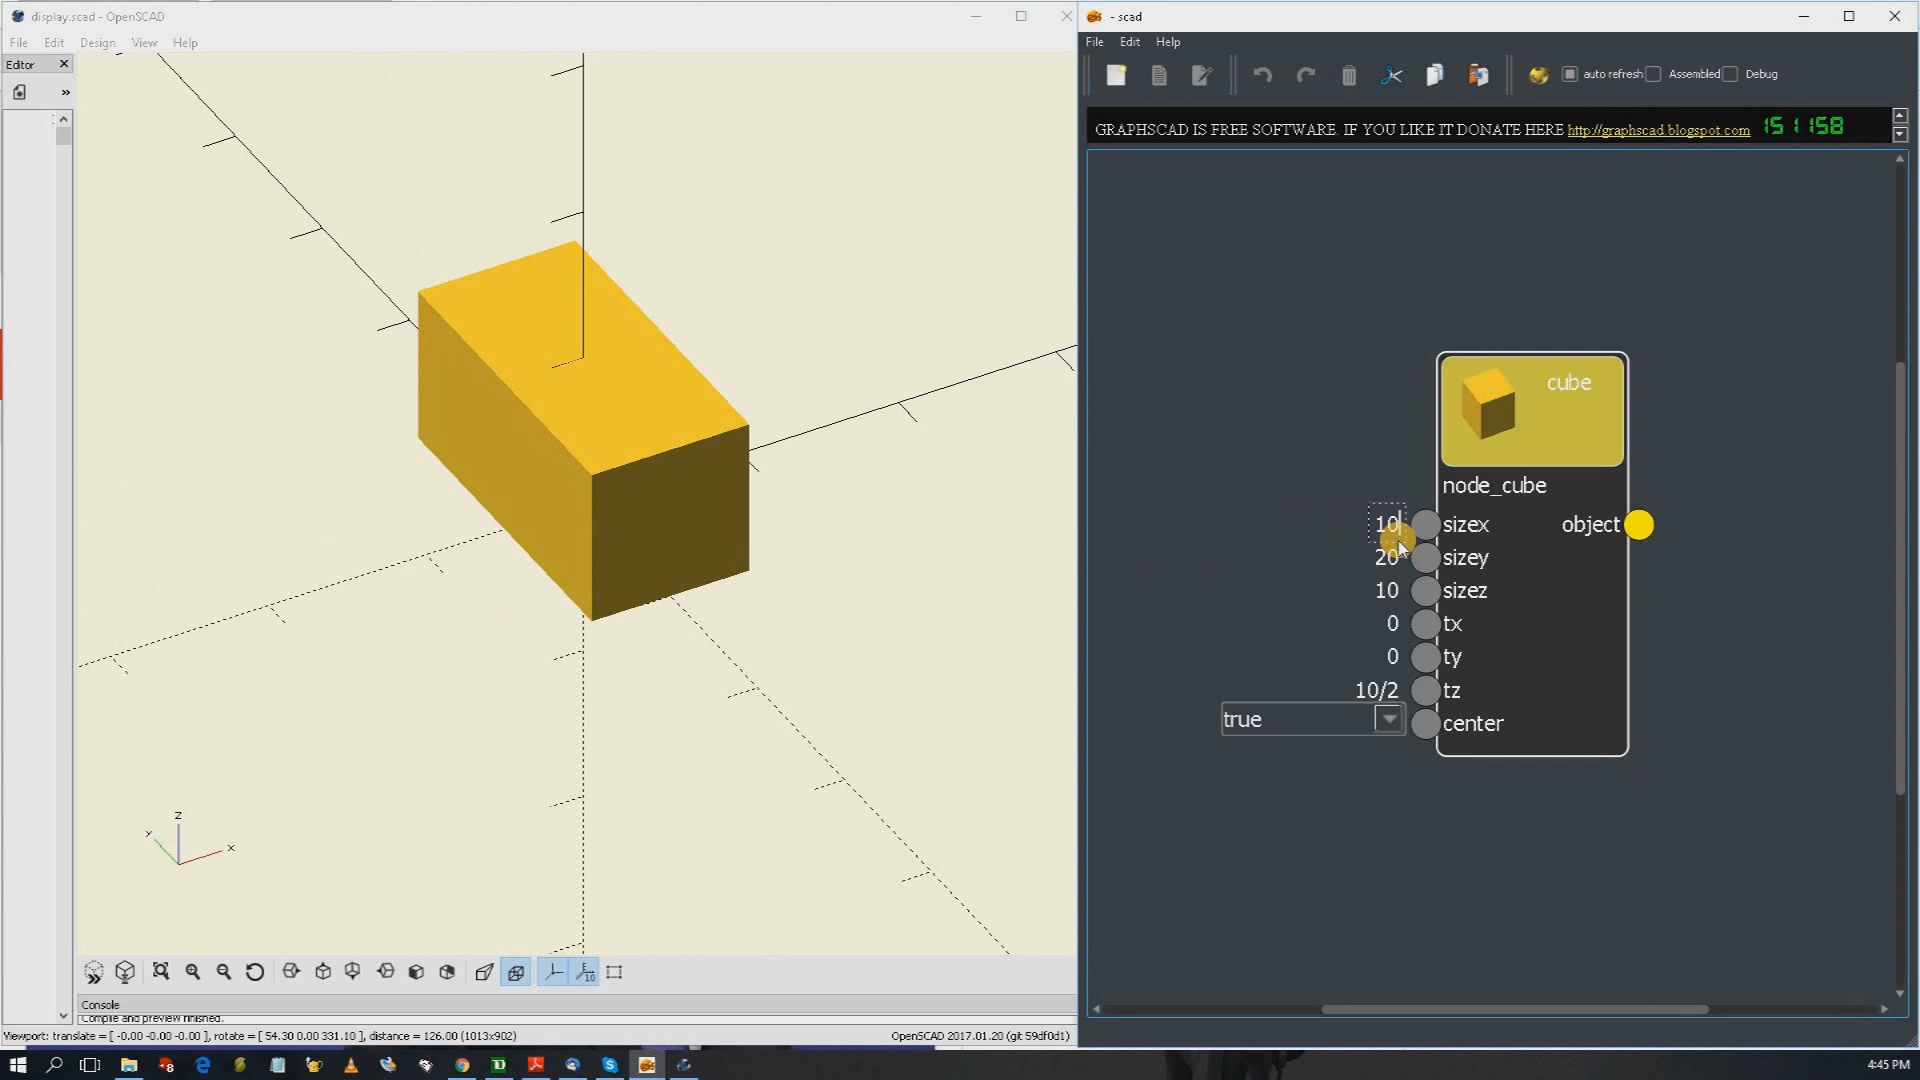 display.scad - OpenSCAD
File Edit Design View Help
Editor
»
z
y
x
10
Console
Compile and preview finished.
Viewport: translate = [ -0.00 -0.00 -0.00 ], rotate = [ 54.30 0.00 331.10 ], distance = 126.00 (1013x902)
OpenSCAD 2017.01.20 (git 59df0d1)
- scad
File Edit Help
auto refresh Assembled Debug
GRAPHSCAD IS FREE SOFTWARE. IF YOU LIKE IT DONATE HERE http://graphscad.blogspot.com 151158
cube
node_cube
10 sizex object
20 sizey
10 sizez
0 tx
0 ty
10/2 tz
true center
8
4:45 PM